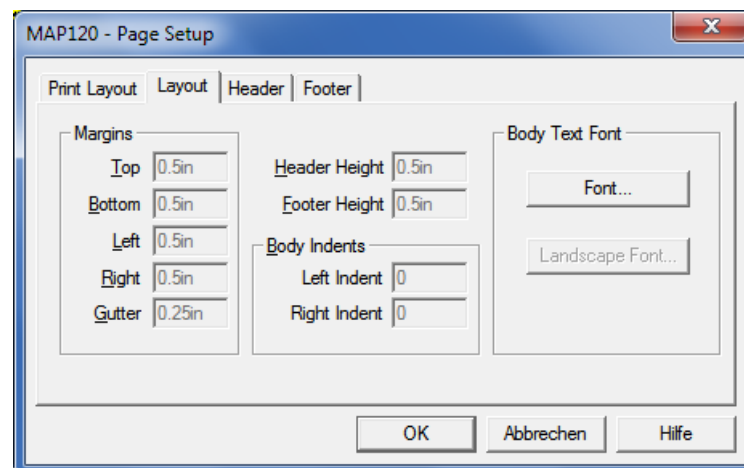 MAP120 - Page Setup
Print Layout Layout Header Footer
Margins
Top 0.5in
Bottom 0.5in
Left 0.5in
Right 0.5in
Gutter 0.25in
Header Height 0.5in
Footer Height 0.5in
Body Indents
Left Indent 0
Right Indent 0
Body Text Font
Font...
Landscape Font...
OK Abbrechen Hilfe